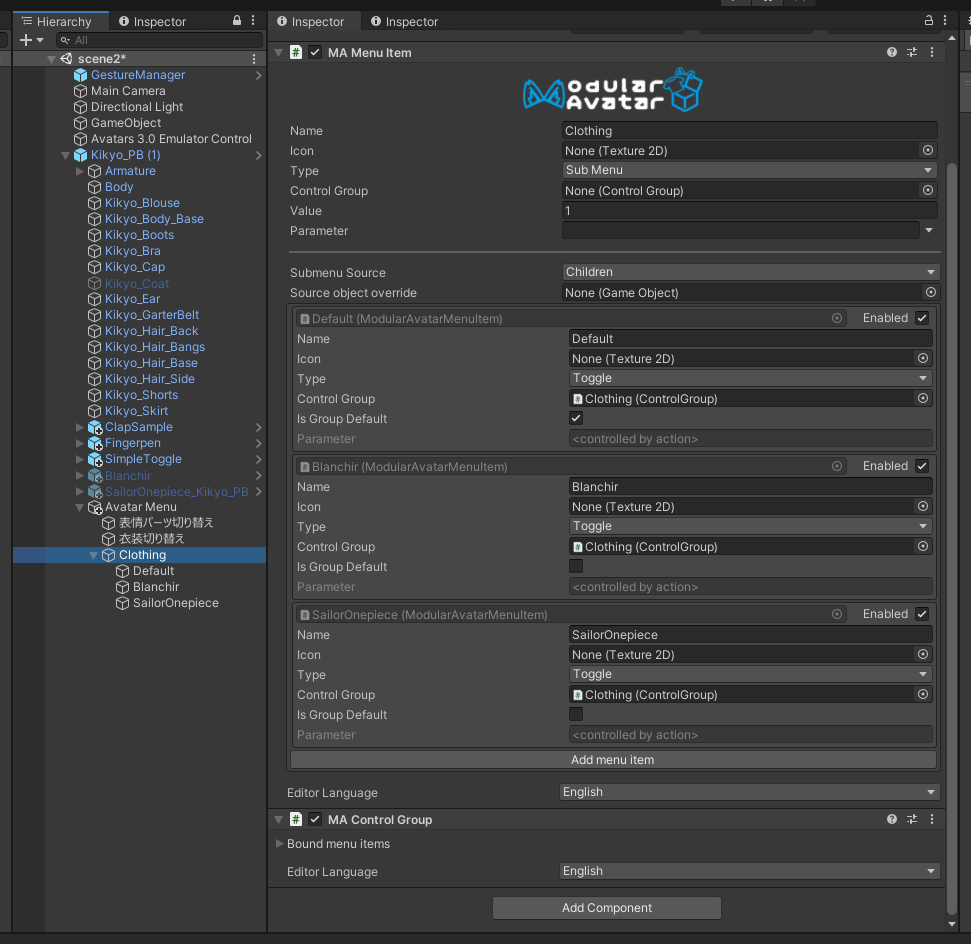 Hierarchy
Inspector
All
scene2*
GestureManager
Main Camera
Directional Light
GameObject
Avatars 3.0 Emulator Control
Kikyo_PB (1)
Armature
Body
Kikyo_Blouse
Kikyo_Body_Base
Kikyo_Boots
Kikyo_Bra
Kikyo_Cap
Kikyo_Coat
Kikyo_Ear
Kikyo_GarterBelt
Kikyo_Hair_Back
Kikyo_Hair_Bangs
Kikyo_Hair_Base
Kikyo_Hair_Side
Kikyo_Shorts
Kikyo_Skirt
ClapSample
Fingerpen
SimpleToggle
Blanchir
SailorOnepiece_Kikyo_PB
Avatar Menu
表情パーツ切り替え
衣装切り替え
Clothing
Default
Blanchir
SailorOnepiece
Inspector
Inspector
# MA Menu Item
Modular
Avatar
Name Clothing
Icon None (Texture 2D)
Type Sub Menu
Control Group None (Control Group)
Value 1
Parameter
Submenu Source Children
Source object override None (Game Object)
Default (ModularAvatarMenuItem) Enabled
Name Default
Icon None (Texture 2D)
Type Toggle
Control Group Clothing (ControlGroup)
Is Group Default
Parameter <controlled by action>
Blanchir (ModularAvatarMenuItem) Enabled
Name Blanchir
Icon None (Texture 2D)
Type Toggle
Control Group Clothing (ControlGroup)
Is Group Default
Parameter <controlled by action>
SailorOnepiece (ModularAvatarMenuItem) Enabled
Name SailorOnepiece
Icon None (Texture 2D)
Type Toggle
Control Group Clothing (ControlGroup)
Is Group Default
Parameter <controlled by action>
Add menu item
Editor Language English
# MA Control Group
Bound menu items
Editor Language English
Add Component